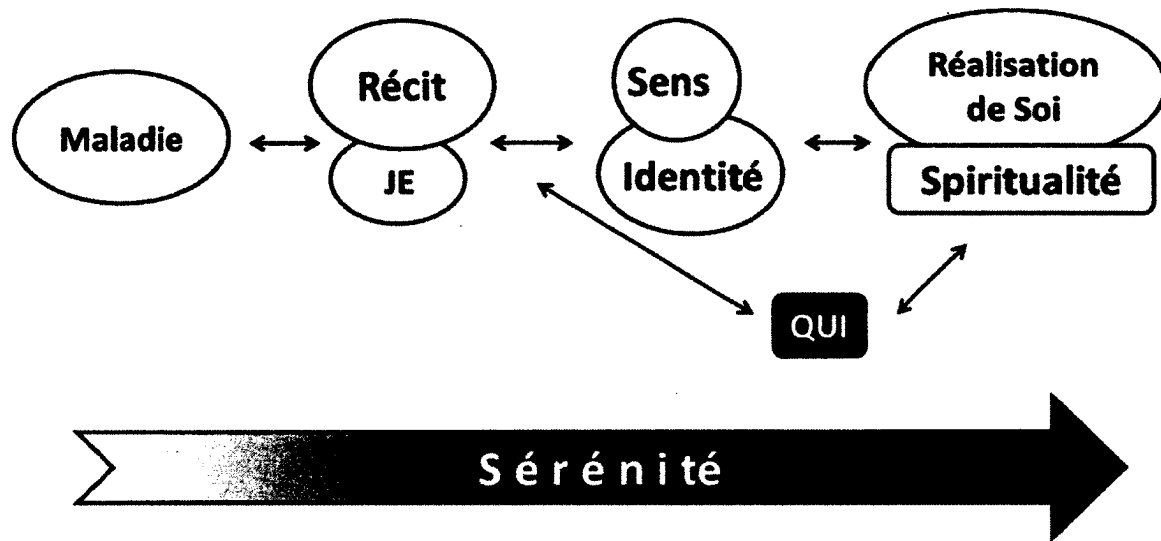 Maladie
Récit
JE
Sens
Identité
Réalisation
de Soi
Spiritualité
QUI
Sérénité